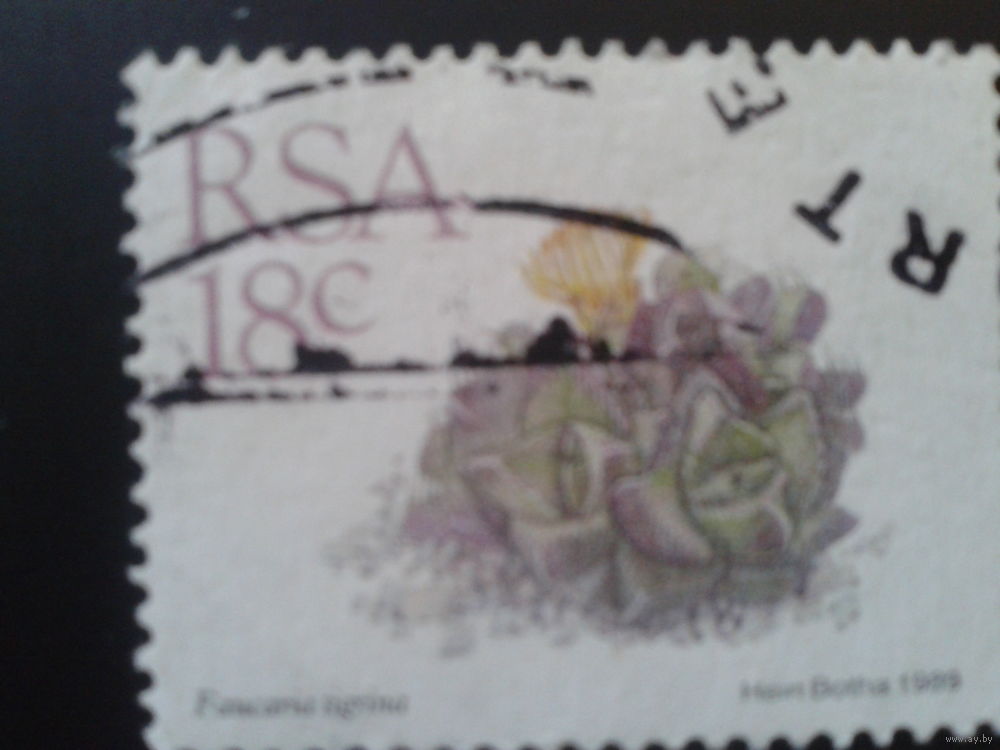 RSA
18c
E
T
R
Faucaria tigrina
Hein Botha 1989
www.ay.by